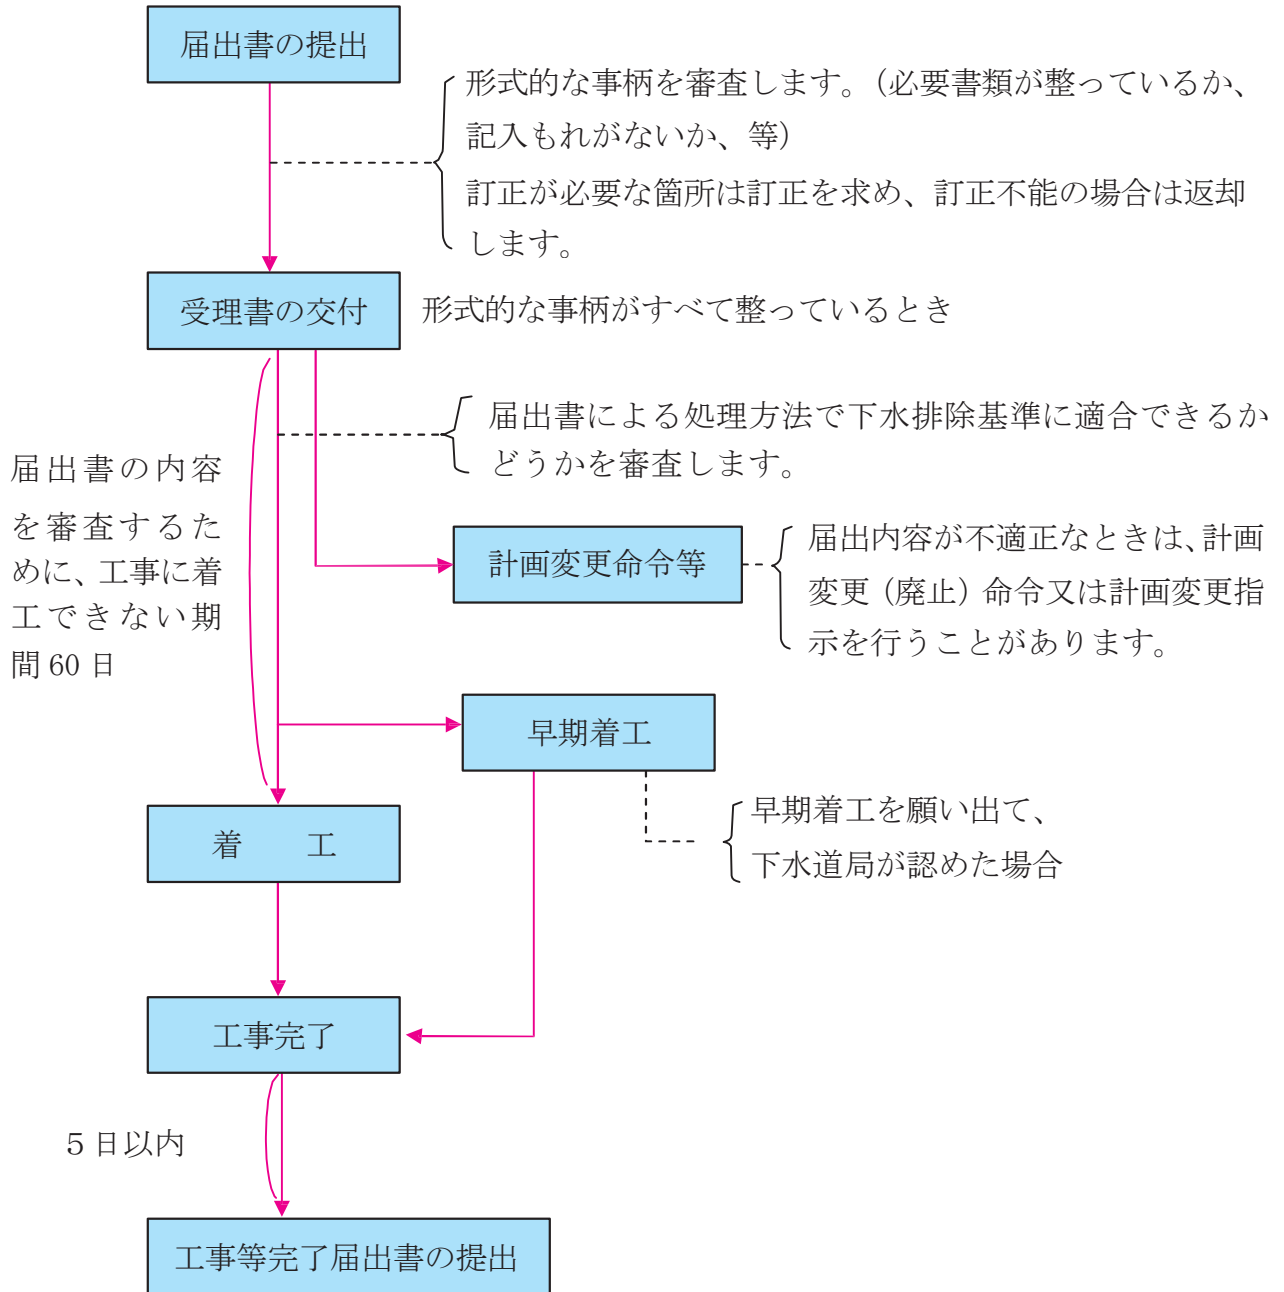 届出書の提出
形式的な事柄を審査します。（必要書類が整っているか、
記入もれがないか、等）
訂正が必要な箇所は訂正を求め、訂正不能の場合は返却
します。
受理書の交付
形式的な事柄がすべて整っているとき
届出書による処理方法で下水排除基準に適合できるか
どうかを審査します。
届出書の内容
を審査するた
めに、工事に着
工できない期
間 60 日
計画変更命令等
届出内容が不適正なときは、計画
変更（廃止）命令又は計画変更指
示を行うことがあります。
早期着工
早期着工を願い出て、
下水道局が認めた場合
着　　工
工事完了
５日以内
工事等完了届出書の提出